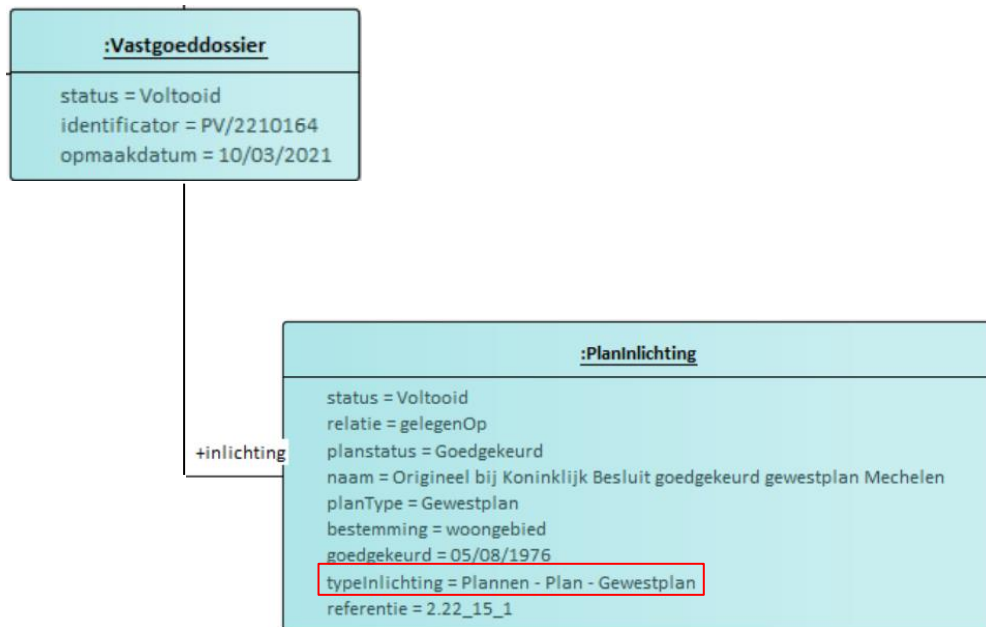 :Vastgoeddossier
status = Voltooid
identificator = PV/2210164
opmaakdatum = 10/03/2021
+inlichting
:PlanInlichting
status = Voltooid
relatie = gelegenOp
planstatus = Goedgekeurd
naam = Origineel bij Koninklijk Besluit goedgekeurd gewestplan Mechelen
planType = Gewestplan
bestemming = woongebied
goedgekeurd = 05/08/1976
typeInlichting = Plannen - Plan - Gewestplan
referentie = 2.22_15_1